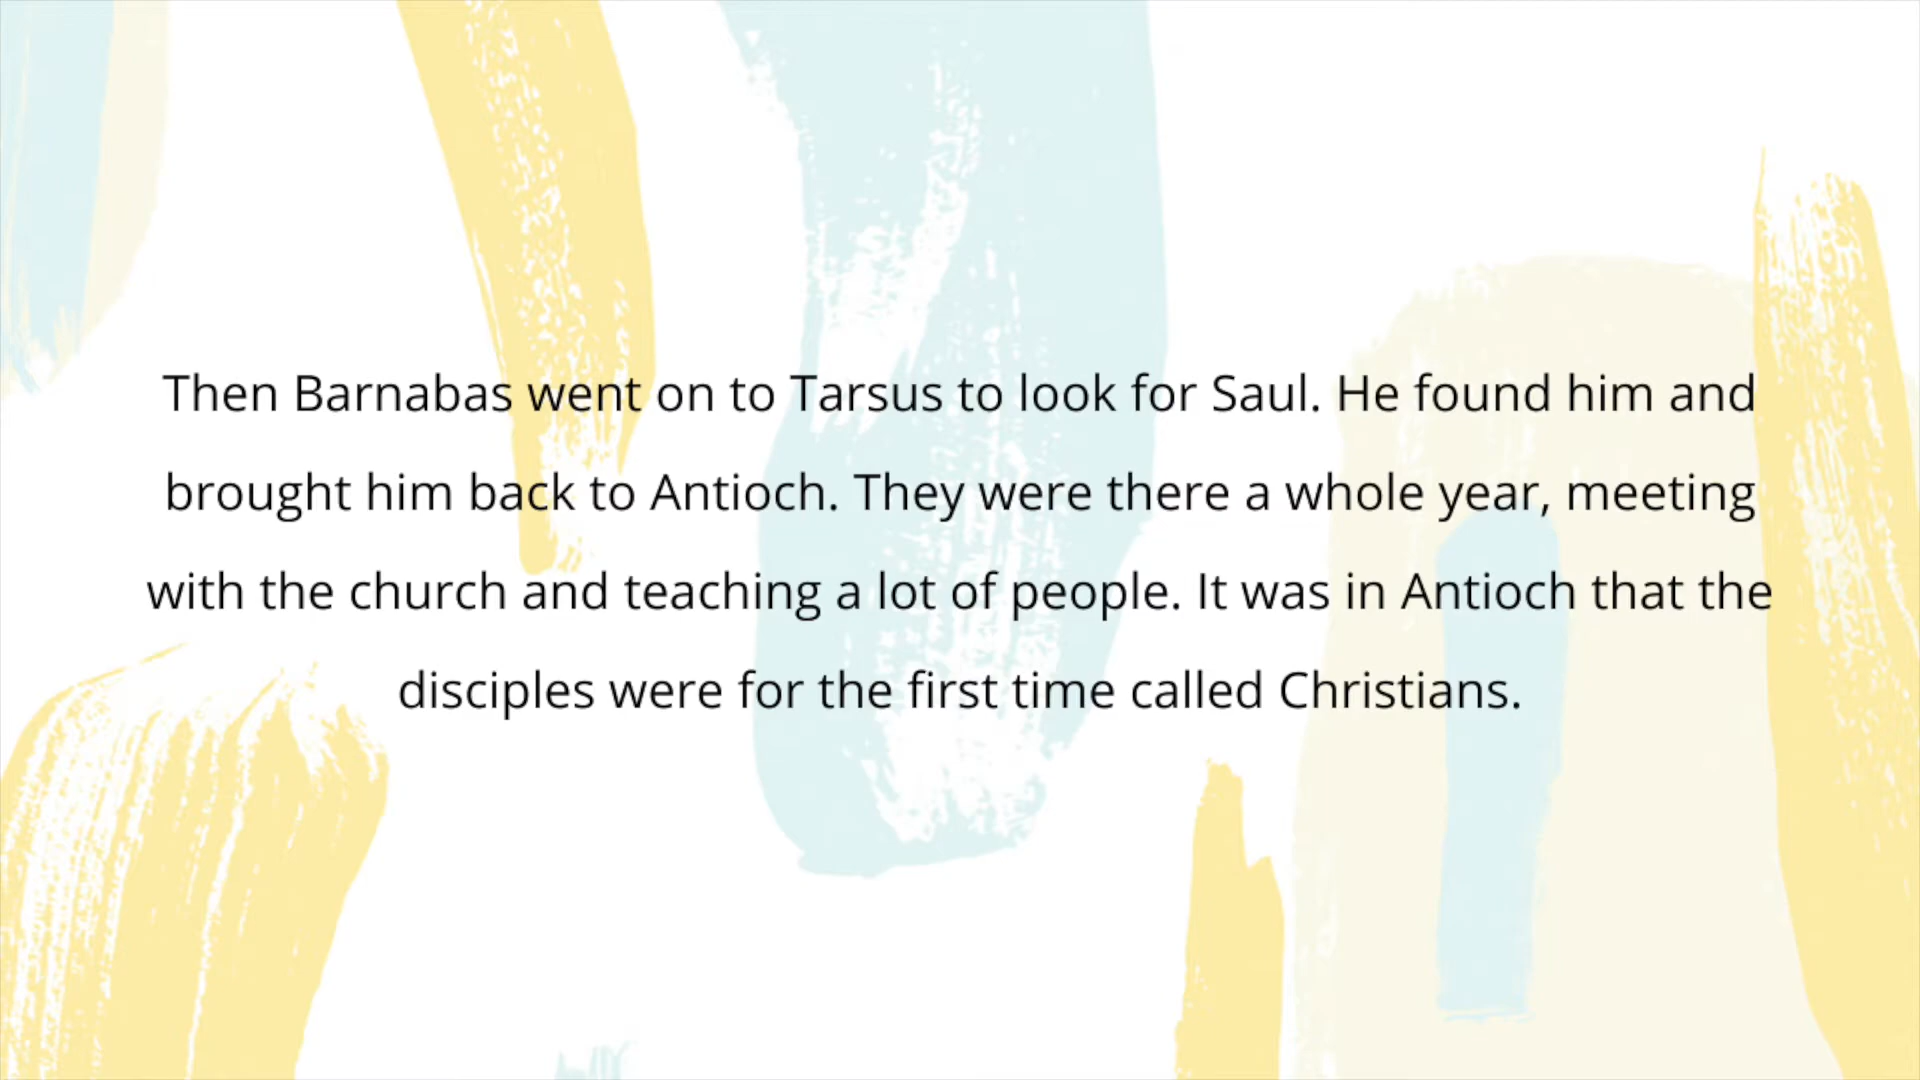 Then Barnabas went on to Tarsus to look for Saul. He found him and
brought him back to Antioch. They were there a whole year, meeting
with the church and teaching a lot of people. It was in Antioch that the
disciples were for the first time called Christians.